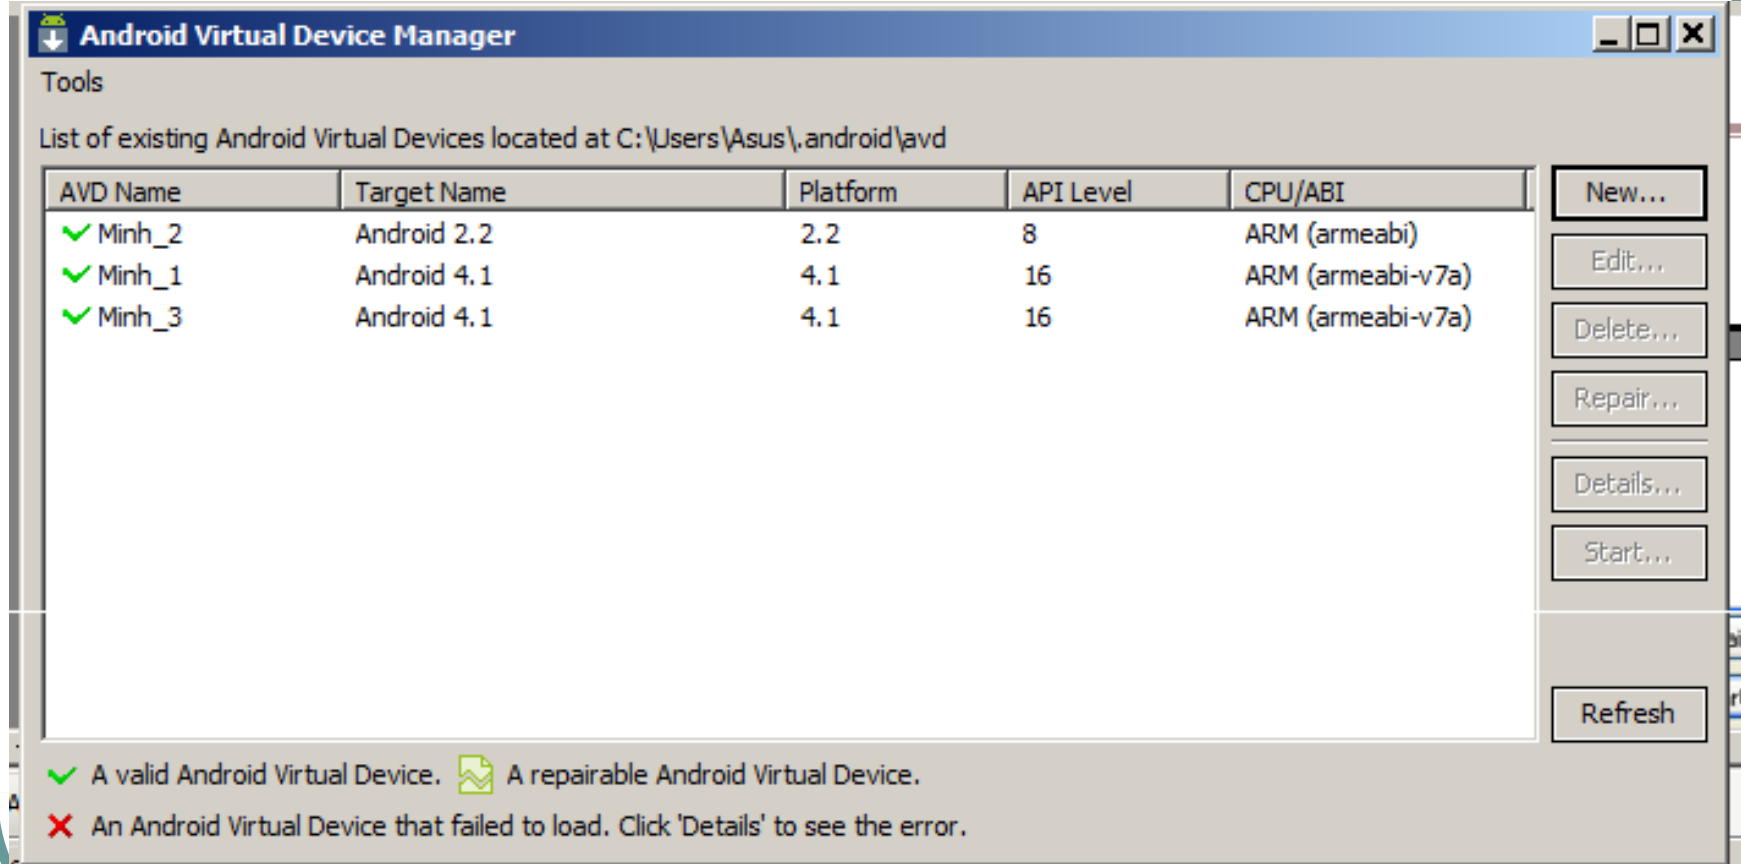 Android Virtual Device Manager
Tools
List of existing Android Virtual Devices located at C:\Users\Asus\.android\avd
AVD Name Target Name Platform API Level CPU/ABI
Minh_2 Android 2.2 2.2 8 ARM (armeabi)
Minh_1 Android 4.1 4.1 16 ARM (armeabi-v7a)
Minh_3 Android 4.1 4.1 16 ARM (armeabi-v7a)
New...
Edit...
Delete...
Repair...
Details...
Start...
Refresh
A valid Android Virtual Device. A repairable Android Virtual Device.
An Android Virtual Device that failed to load. Click 'Details' to see the error.